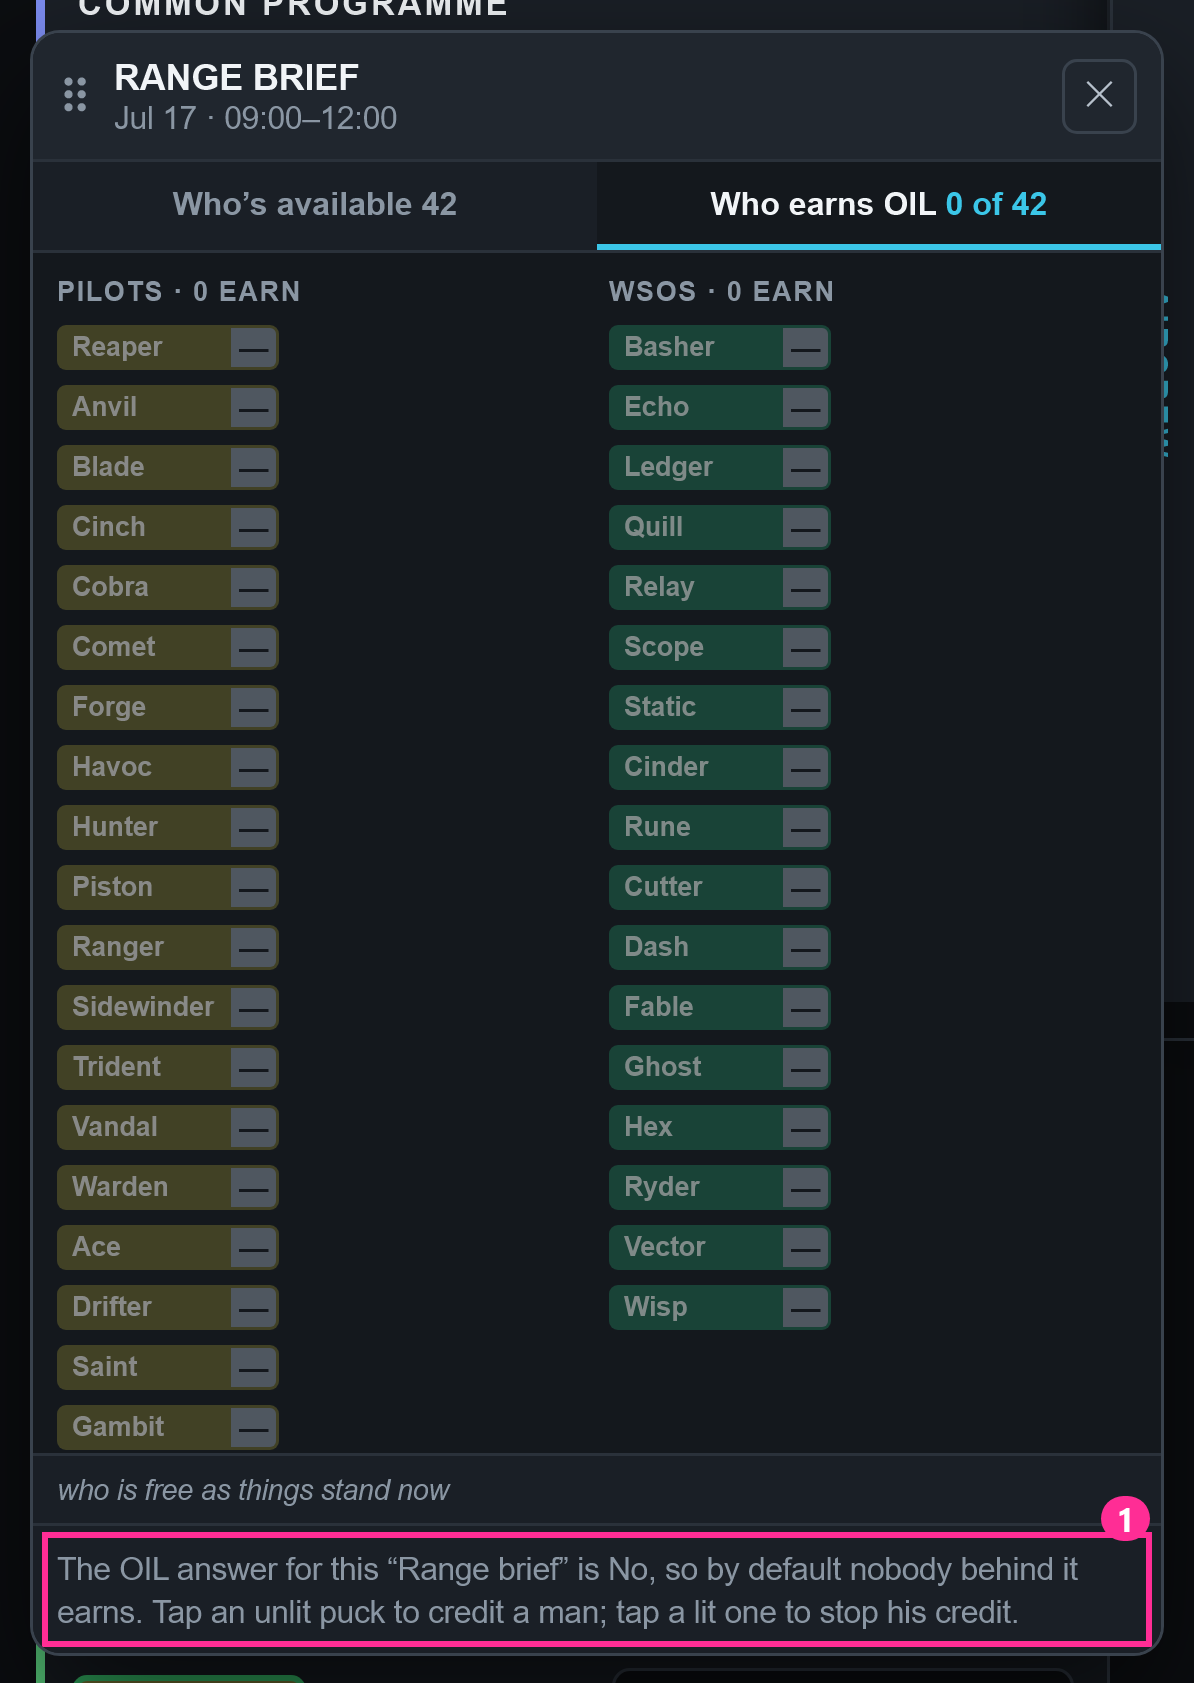 COMMON PROGRAMME
RANGE BRIEF
Jul 17 · 09:00–12:00
Who’s available 42
Who earns OIL 0 of 42
PILOTS · 0 EARN
Reaper —
Anvil —
Blade —
Cinch —
Cobra —
Comet —
Forge —
Havoc —
Hunter —
Piston —
Ranger —
Sidewinder —
Trident —
Vandal —
Warden —
Ace —
Drifter —
Saint —
Gambit —
WSOS · 0 EARN
Basher —
Echo —
Ledger —
Quill —
Relay —
Scope —
Static —
Cinder —
Rune —
Cutter —
Dash —
Fable —
Ghost —
Hex —
Ryder —
Vector —
Wisp —
who is free as things stand now
1
The OIL answer for this “Range brief” is No, so by default nobody behind it
earns. Tap an unlit puck to credit a man; tap a lit one to stop his credit.